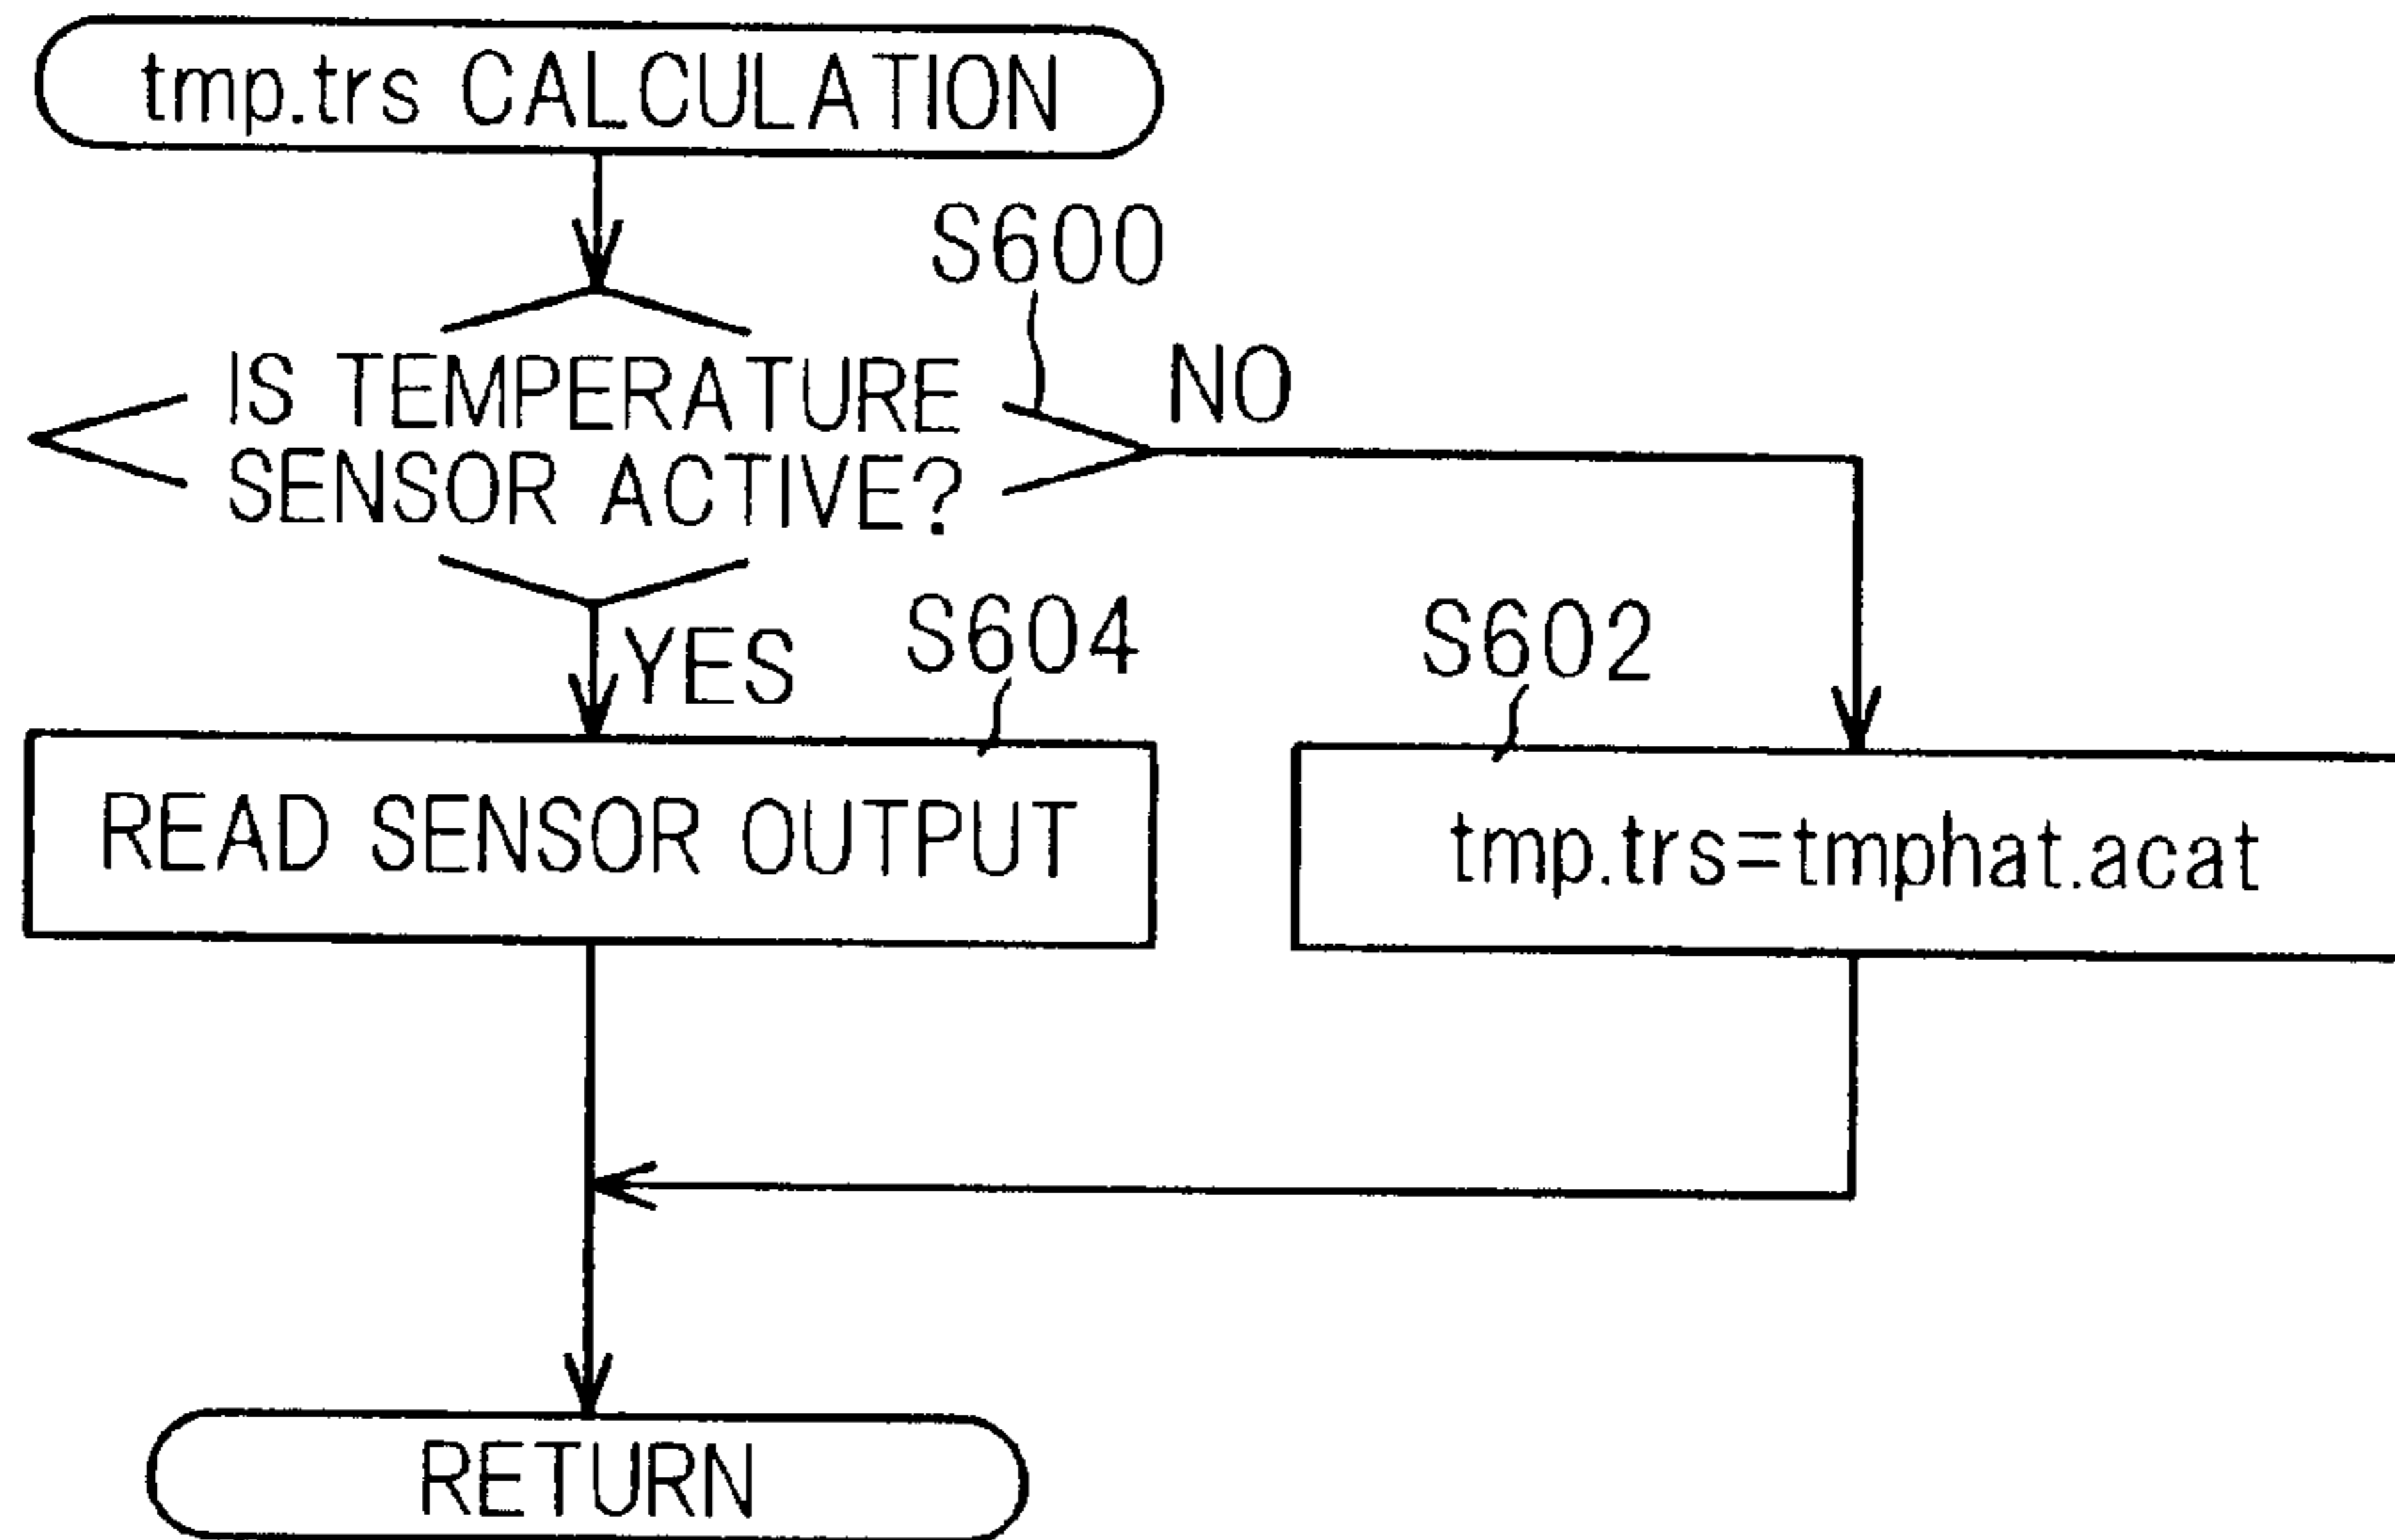 tmp.trs CALCULATION
S600
IS TEMPERATURE
SENSOR ACTIVE?
NO
YES
S604
S602
READ SENSOR OUTPUT
tmp.trs=tmphat.acat
RETURN